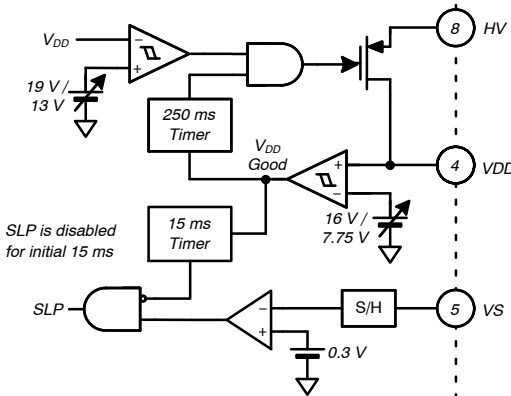 V_DD
−
+
19 V /
13 V
8
HV
250 ms
Timer
V_DD
Good
+
−
4
VDD
16 V /
7.75 V
SLP is disabled
for initial 15 ms
15 ms
Timer
SLP
−
+
S/H
5
VS
0.3 V